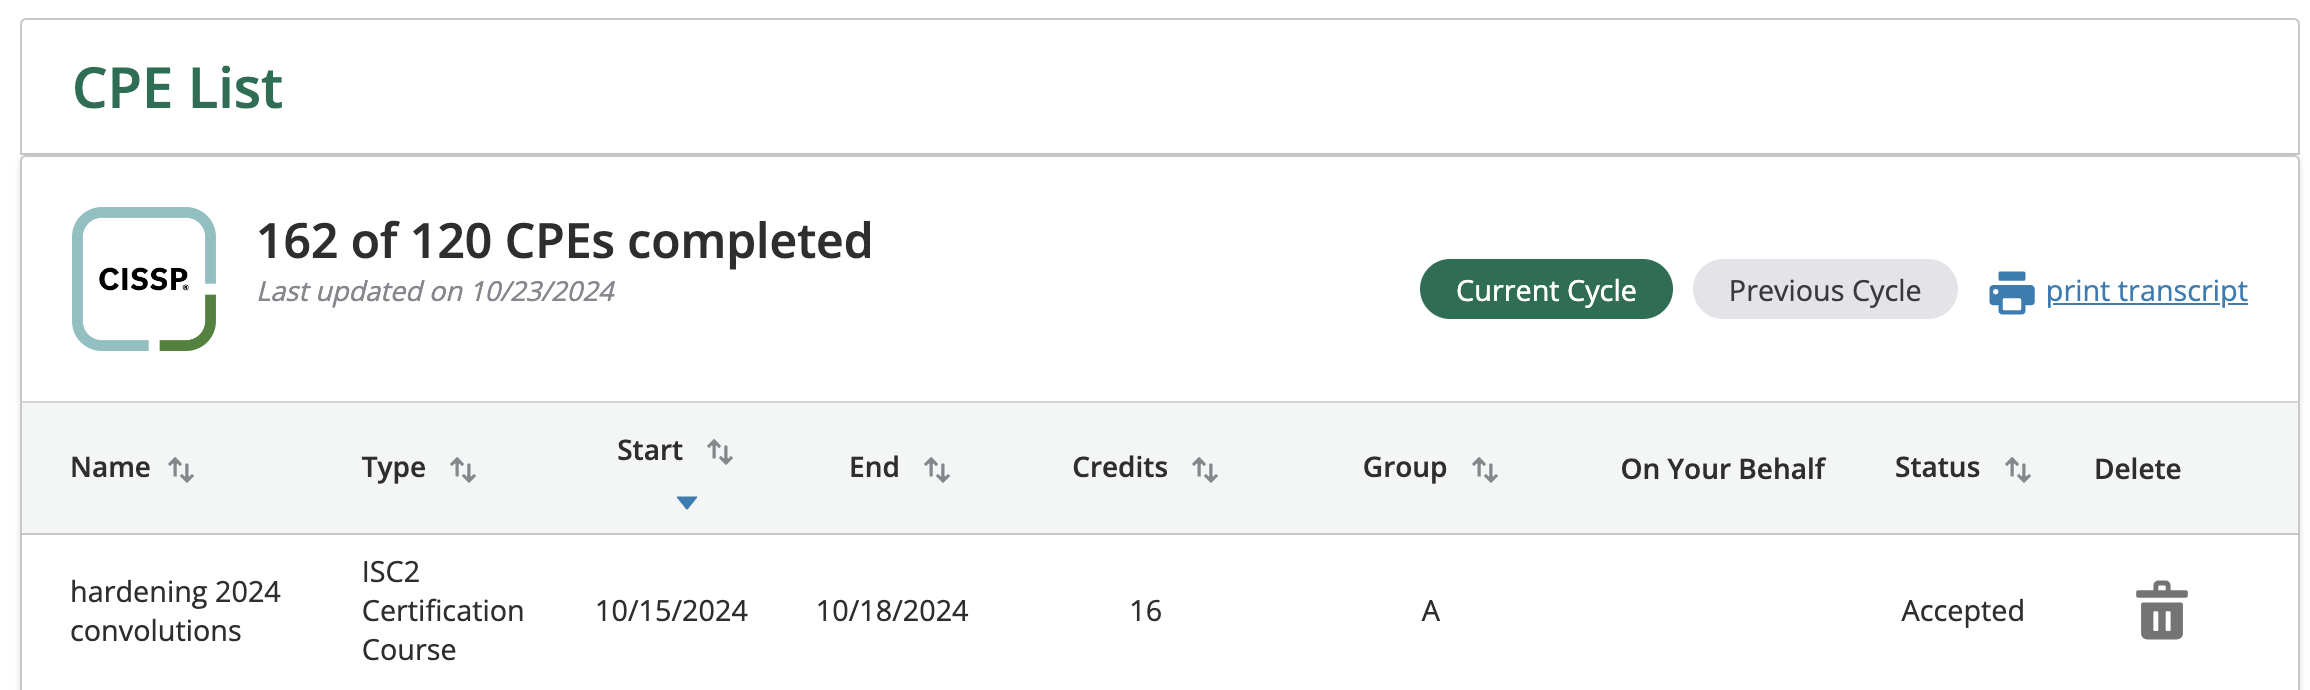 CPE List
CISSP®
162 of 120 CPEs completed
Last updated on 10/23/2024
Current Cycle
Previous Cycle
print transcript
Name
Type
Start
End
Credits
Group
On Your Behalf
Status
Delete
hardening 2024
convolutions
ISC2
Certification
Course
10/15/2024
10/18/2024
16
A
Accepted